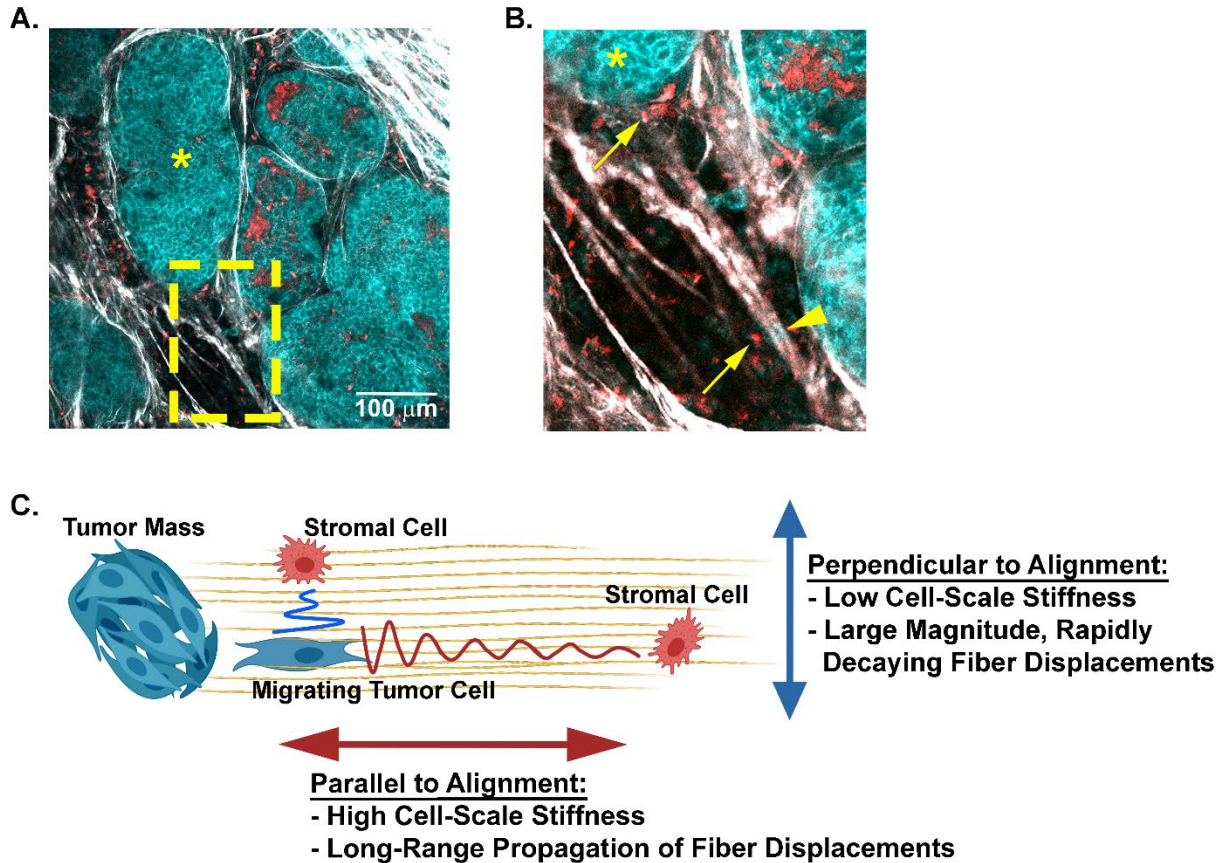 A.
B.
*
*
100 μm
C.
Tumor Mass
Stromal Cell
Stromal Cell
Migrating Tumor Cell
Perpendicular to Alignment:
- Low Cell-Scale Stiffness
- Large Magnitude, Rapidly
Decaying Fiber Displacements
Parallel to Alignment:
- High Cell-Scale Stiffness
- Long-Range Propagation of Fiber Displacements